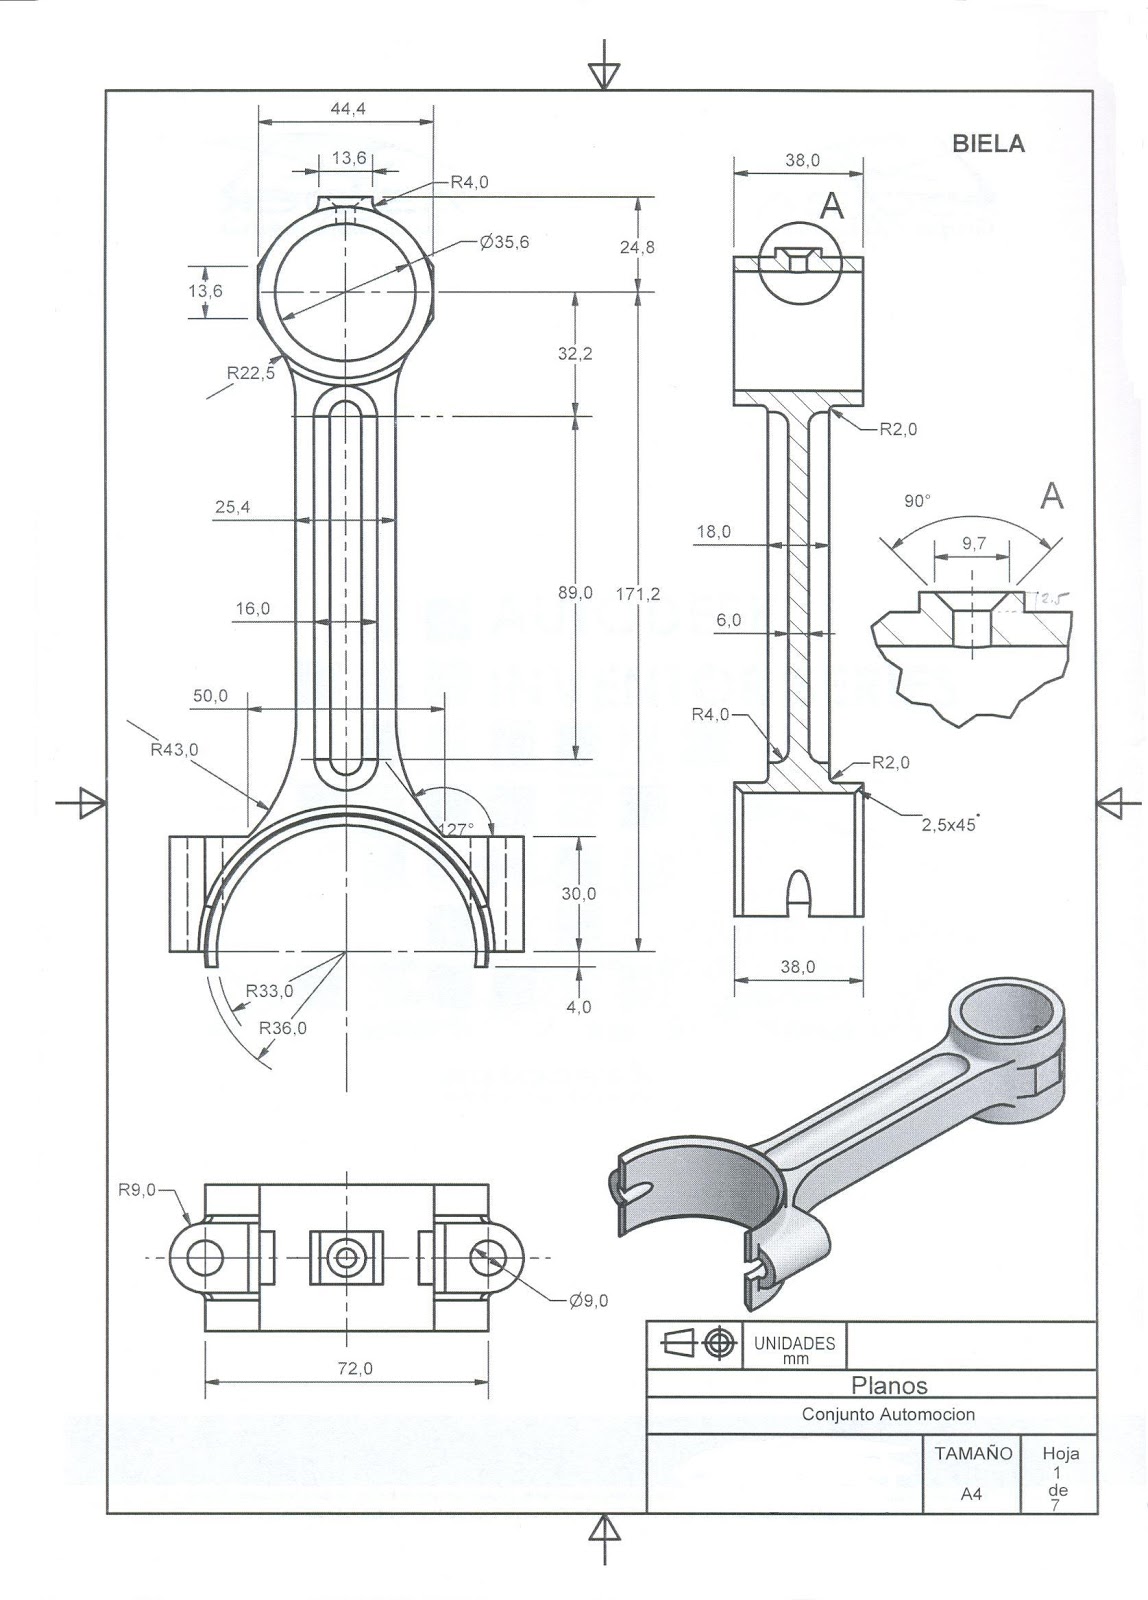 44,4
BIELA
13,6
38,0
R4,0
A
Ø35,6
24,8
13,6
32,2
R22,5
R2,0
90°
A
25,4
9,7
18,0
89,0
171,2
2.5
16,0
6,0
50,0
R4,0
R43,0
R2,0
127°
2,5x45°
30,0
38,0
R33,0
4,0
R36,0
R9,0
Ø9,0
72,0
UNIDADES
mm
Planos
Conjunto Automocion
TAMAÑO
A4
Hoja
1
de
7